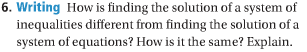 6. Writing How is finding the solution of a system of
inequalities different from finding the solution of a
system of equations? How is it the same? Explain.